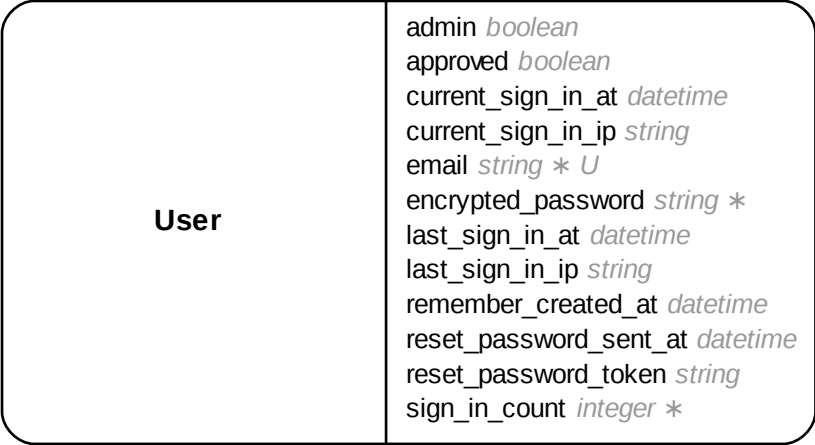 User
admin boolean
approved boolean
current_sign_in_at datetime
current_sign_in_ip string
email string ∗ U
encrypted_password string ∗
last_sign_in_at datetime
last_sign_in_ip string
remember_created_at datetime
reset_password_sent_at datetime
reset_password_token string
sign_in_count integer ∗